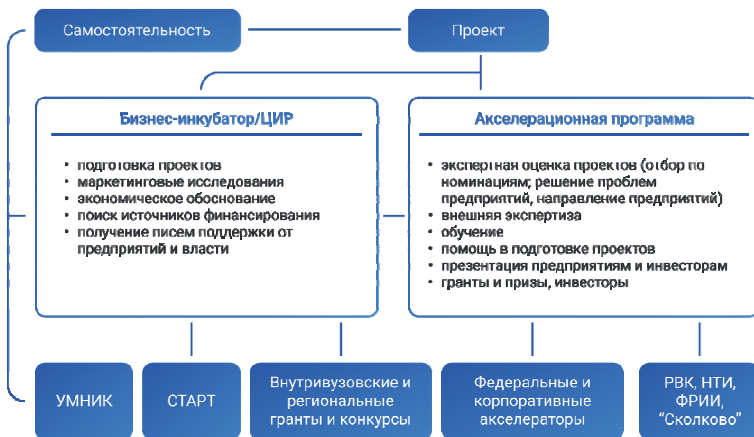 Самостоятельность
Проект
Бизнес-инкубатор/ЦИР
• подготовка проектов
• маркетинговые исследования
• экономическое обоснование
• поиск источников финансирования
• получение писем поддержки от
предприятий и власти
Акселерационная программа
• экспертная оценка проектов (отбор по
номинациям; решение проблем
предприятий, направление предприятий)
• внешняя экспертиза
• обучение
• помощь в подготовке проектов
• презентация предприятиям и инвесторам
• гранты и призы, инвесторы
УМНИК
СТАРТ
Внутривузовские и
региональные
гранты и конкурсы
Федеральные и
корпоративные
акселераторы
РВК, НТИ,
ФРИИ,
“Сколково”